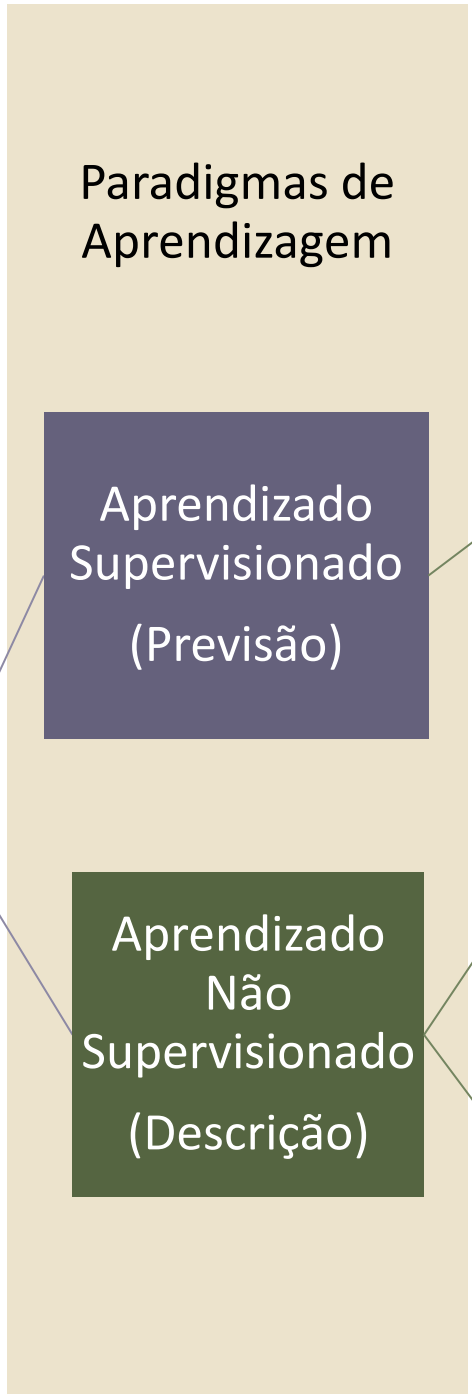 Paradigmas de
Aprendizagem
Aprendizado
Supervisionado
(Previsão)
Aprendizado
Não
Supervisionado
(Descrição)